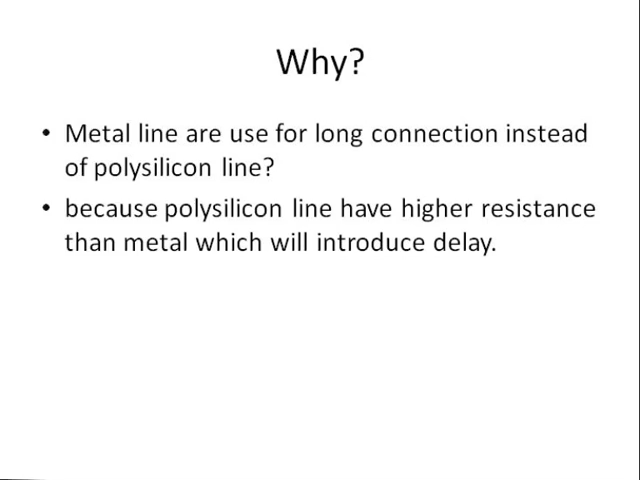 Why?
• Metal line are use for long connection instead
of polysilicon line?
• because polysilicon line have higher resistance
than metal which will introduce delay.